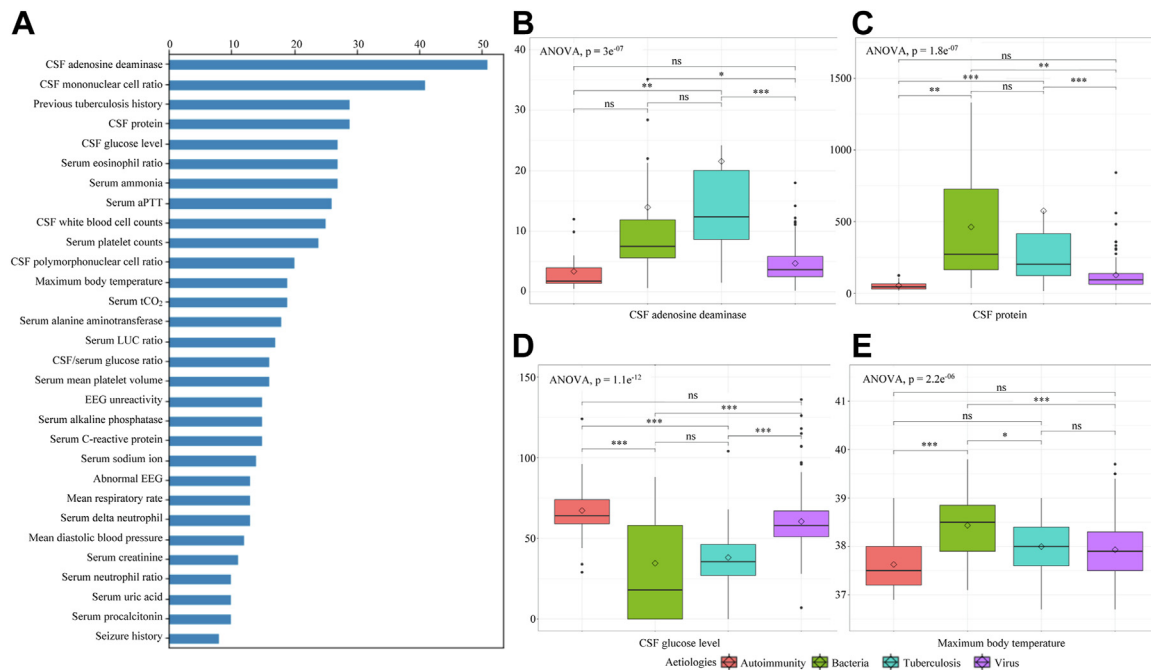 A
0 10 20 30 40 50
CSF adenosine deaminase
CSF mononuclear cell ratio
Previous tuberculosis history
CSF protein
CSF glucose level
Serum eosinophil ratio
Serum ammonia
Serum aPTT
CSF white blood cell counts
Serum platelet counts
CSF polymorphonuclear cell ratio
Maximum body temperature
Serum tCO₂
Serum alanine aminotransferase
Serum LUC ratio
CSF/serum glucose ratio
Serum mean platelet volume
EEG unreactivity
Serum alkaline phosphatase
Serum C-reactive protein
Serum sodium ion
Abnormal EEG
Mean respiratory rate
Serum delta neutrophil
Mean diastolic blood pressure
Serum creatinine
Serum neutrophil ratio
Serum uric acid
Serum procalcitonin
Seizure history
B
40
ANOVA, p = 3e⁻⁰⁷
ns
*
**
***
30
ns
ns
20
10
0
CSF adenosine deaminase
C
ANOVA, p = 1.8e⁻⁰⁷
ns
**
1500
***
***
**
ns
1000
500
0
CSF protein
D
150
ANOVA, p = 1.1e⁻¹²
ns
***
***
***
***
ns
100
50
0
CSF glucose level
E
ANOVA, p = 2.2e⁻⁰⁶
ns
41
***
ns
ns
***
*
40
39
38
37
Maximum body temperature
Aetiologies Autoimmunity Bacteria Tuberculosis Virus